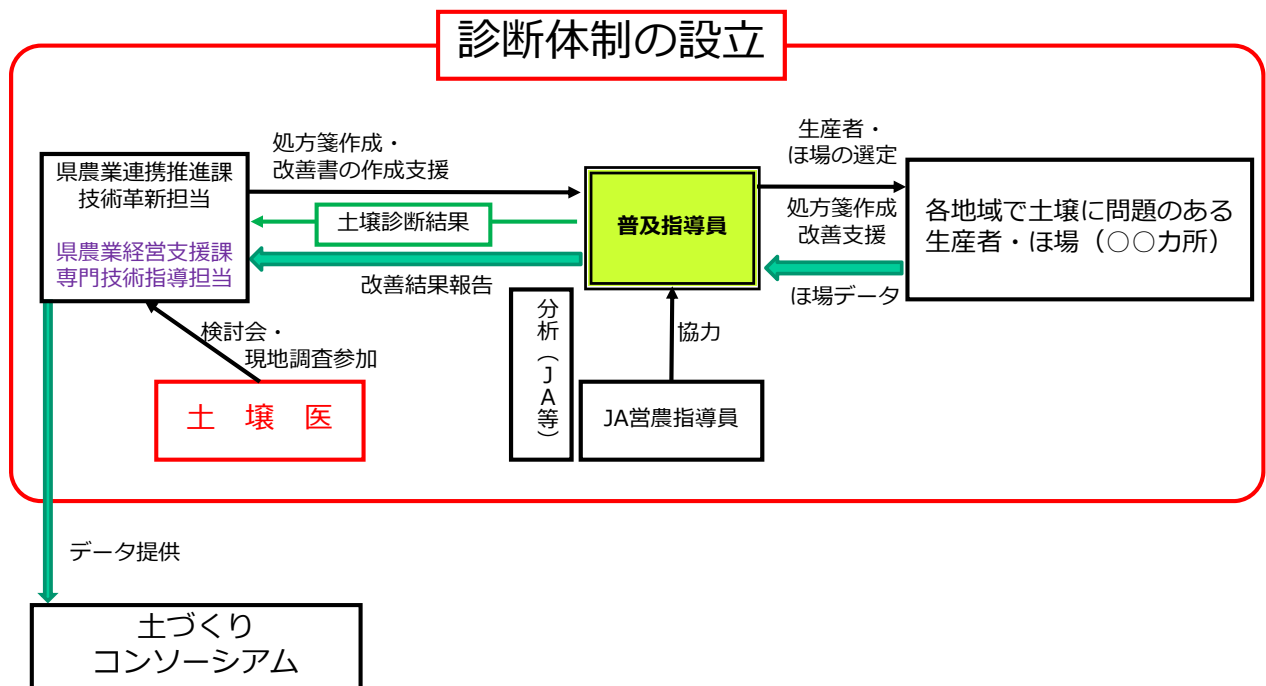 診断体制の設立
県農業連携推進課
技術革新担当
県農業経営支援課
専門技術指導担当
処方箋作成・
改善書の作成支援
土壌診断結果
改善結果報告
普及指導員
生産者・
ほ場の選定
処方箋作成
改善支援
ほ場データ
各地域で土壌に問題のある
生産者・ほ場（○○カ所）
検討会・
現地調査参加
土　壌　医
分析（JA等）
協力
JA営農指導員
データ提供
土づくり
コンソーシアム